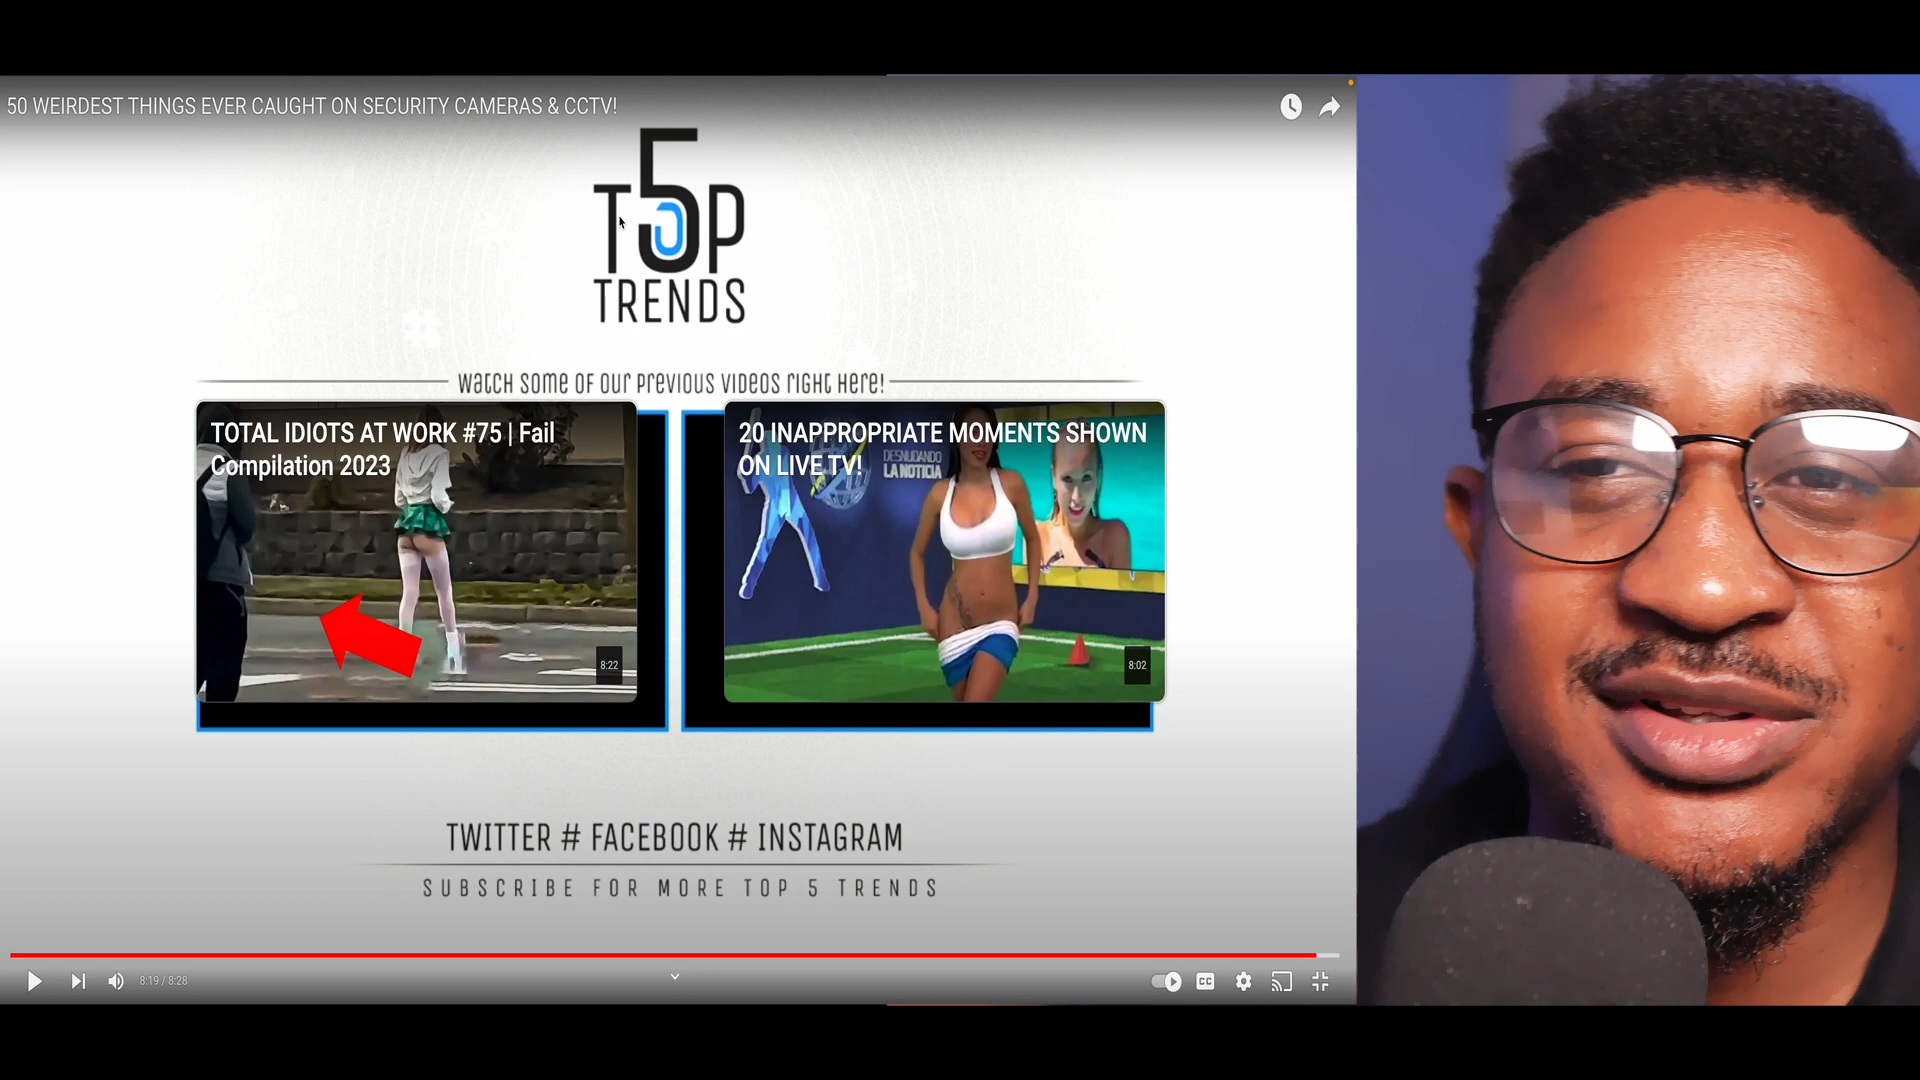 50 WEIRDEST THINGS EVER CAUGHT ON SECURITY CAMERAS & CCTV!
T5P
TRENDS
Watch some of our previous videos right here!
TOTAL IDIOTS AT WORK #75 | Fail
Compilation 2023
8:22
20 INAPPROPRIATE MOMENTS SHOWN
ON LIVE TV!
DESNUDANDO
LA NOTICIA
8:02
TWITTER # FACEBOOK # INSTAGRAM
SUBSCRIBE FOR MORE TOP 5 TRENDS
8:19 / 8:28
CC